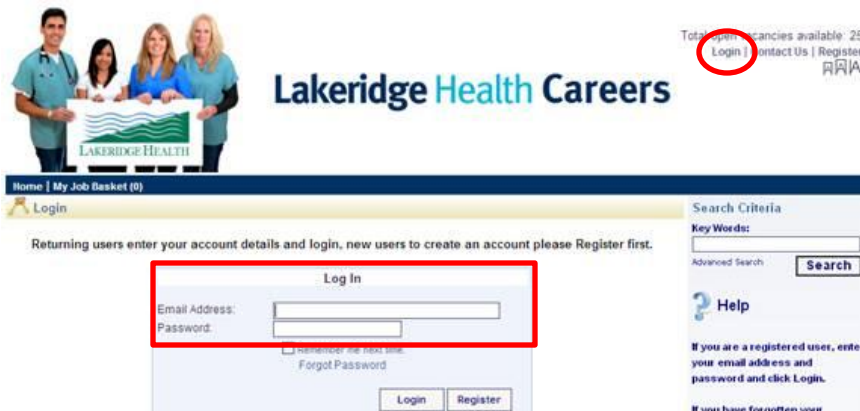 Total open vacancies available: 25
Login | Contact Us | Register
A A A
Lakeridge Health Careers
LAKERIDGE HEALTH
Home | My Job Basket (0)
Login
Returning users enter your account details and login, new users to create an account please Register first.
Log In
Email Address:
Password:
Remember me next time.
Forgot Password
Login Register
Search Criteria
Key Words:
Advanced Search Search
Help
If you are a registered user, ente
your email address and
password and click Login.
If you have forgotten your